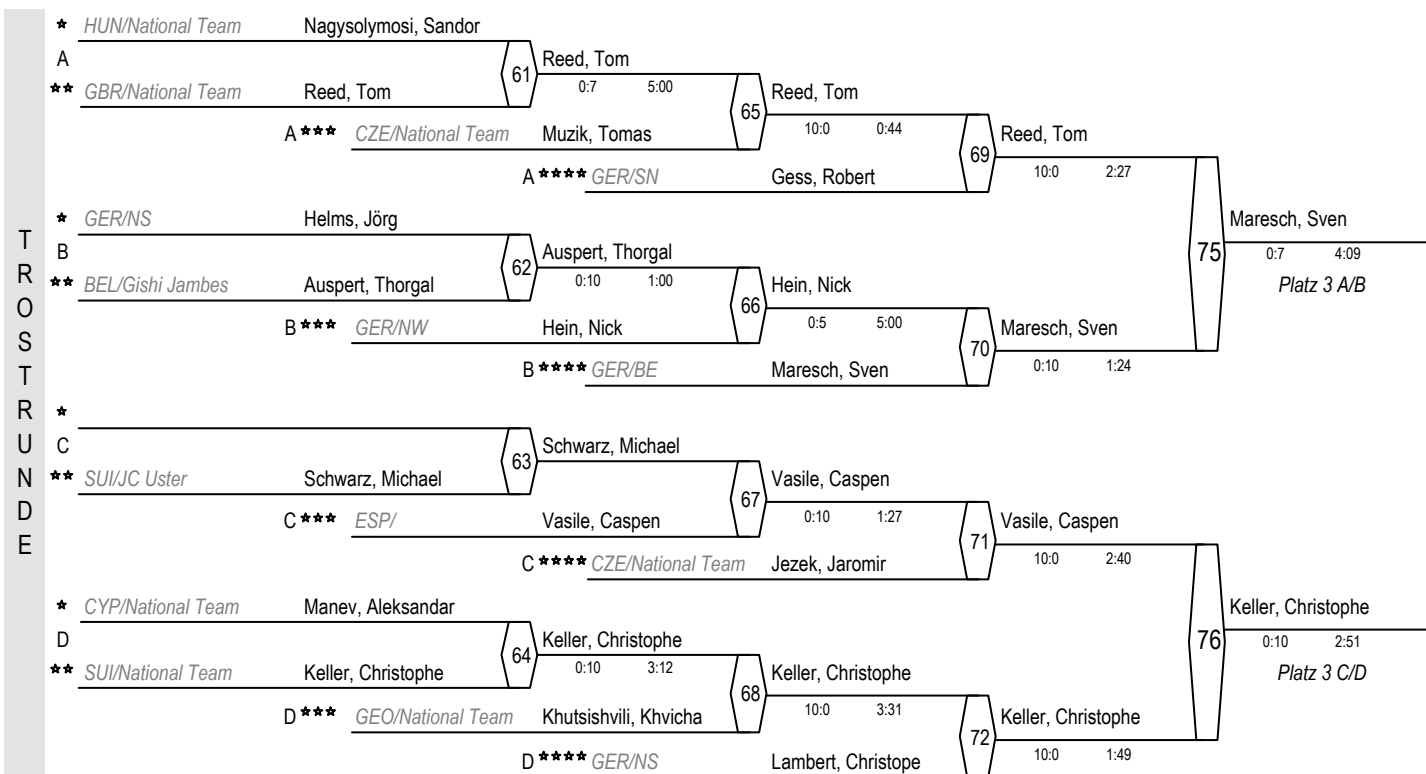 TROSTRUNDE
* HUN/National Team Nagysolymosi, Sandor
A
** GBR/National Team Reed, Tom
61 Reed, Tom
0:7 5:00
A *** CZE/National Team Muzik, Tomas
65 Reed, Tom
10:0 0:44
A **** GER/SN Gess, Robert
69 Reed, Tom
10:0 2:27
* GER/NS Helms, Jörg
B
** BEL/Gishi Jambes Auspert, Thorgal
62 Auspert, Thorgal
0:10 1:00
B *** GER/NW Hein, Nick
66 Hein, Nick
0:5 5:00
B **** GER/BE Maresch, Sven
70 Maresch, Sven
0:10 1:24
75 Maresch, Sven
0:7 4:09
Platz 3 A/B
*
C
** SUI/JC Uster Schwarz, Michael
63 Schwarz, Michael
C *** ESP/ Vasile, Caspen
67 Vasile, Caspen
0:10 1:27
C **** CZE/National Team Jezek, Jaromir
71 Vasile, Caspen
10:0 2:40
* CYP/National Team Manev, Aleksandar
D
** SUI/National Team Keller, Christophe
64 Keller, Christophe
0:10 3:12
D *** GEO/National Team Khutsishvili, Khvicha
68 Keller, Christophe
10:0 3:31
D **** GER/NS Lambert, Christope
72 Keller, Christophe
10:0 1:49
76 Keller, Christophe
0:10 2:51
Platz 3 C/D